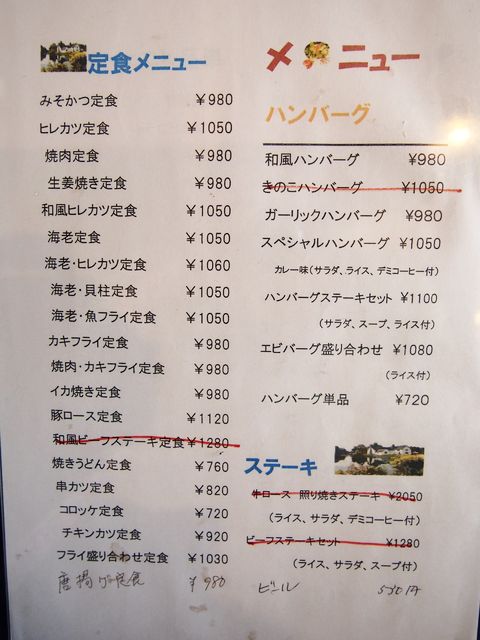 定食メニュー
みそかつ定食 ￥980
ヒレカツ定食 ￥1050
焼肉定食 ￥980
生姜焼き定食 ￥980
和風ヒレカツ定食 ￥1050
海老定食 ￥1050
海老・ヒレカツ定食 ￥1060
海老・貝柱定食 ￥1050
海老・魚フライ定食 ￥1050
カキフライ定食 ￥980
焼肉・カキフライ定食 ￥980
イカ焼き定食 ￥980
豚ロース定食 ￥1120
和風ビーフステーキ定食 ￥1280
焼きうどん定食 ￥760
串カツ定食 ￥820
コロッケ定食 ￥720
チキンカツ定食 ￥920
フライ盛り合わせ定食 ￥1030
唐揚げ定食 ￥980
メニュー
ハンバーグ
和風ハンバーグ ￥980
きのこハンバーグ ￥1050
ガーリックハンバーグ ￥980
スペシャルハンバーグ ￥1050
カレー味（サラダ、ライス、デミコーヒー付）
ハンバーグステーキセット ￥1100
（サラダ、スープ、ライス付）
エビバーグ盛り合わせ ￥1080
（ライス付）
ハンバーグ単品 ￥720
ステーキ
牛ロース 照り焼きステーキ ￥2050
（ライス、サラダ、デミコーヒー付）
ビーフステーキセット ￥1280
（ライス、サラダ、スープ付）
ビール 550円